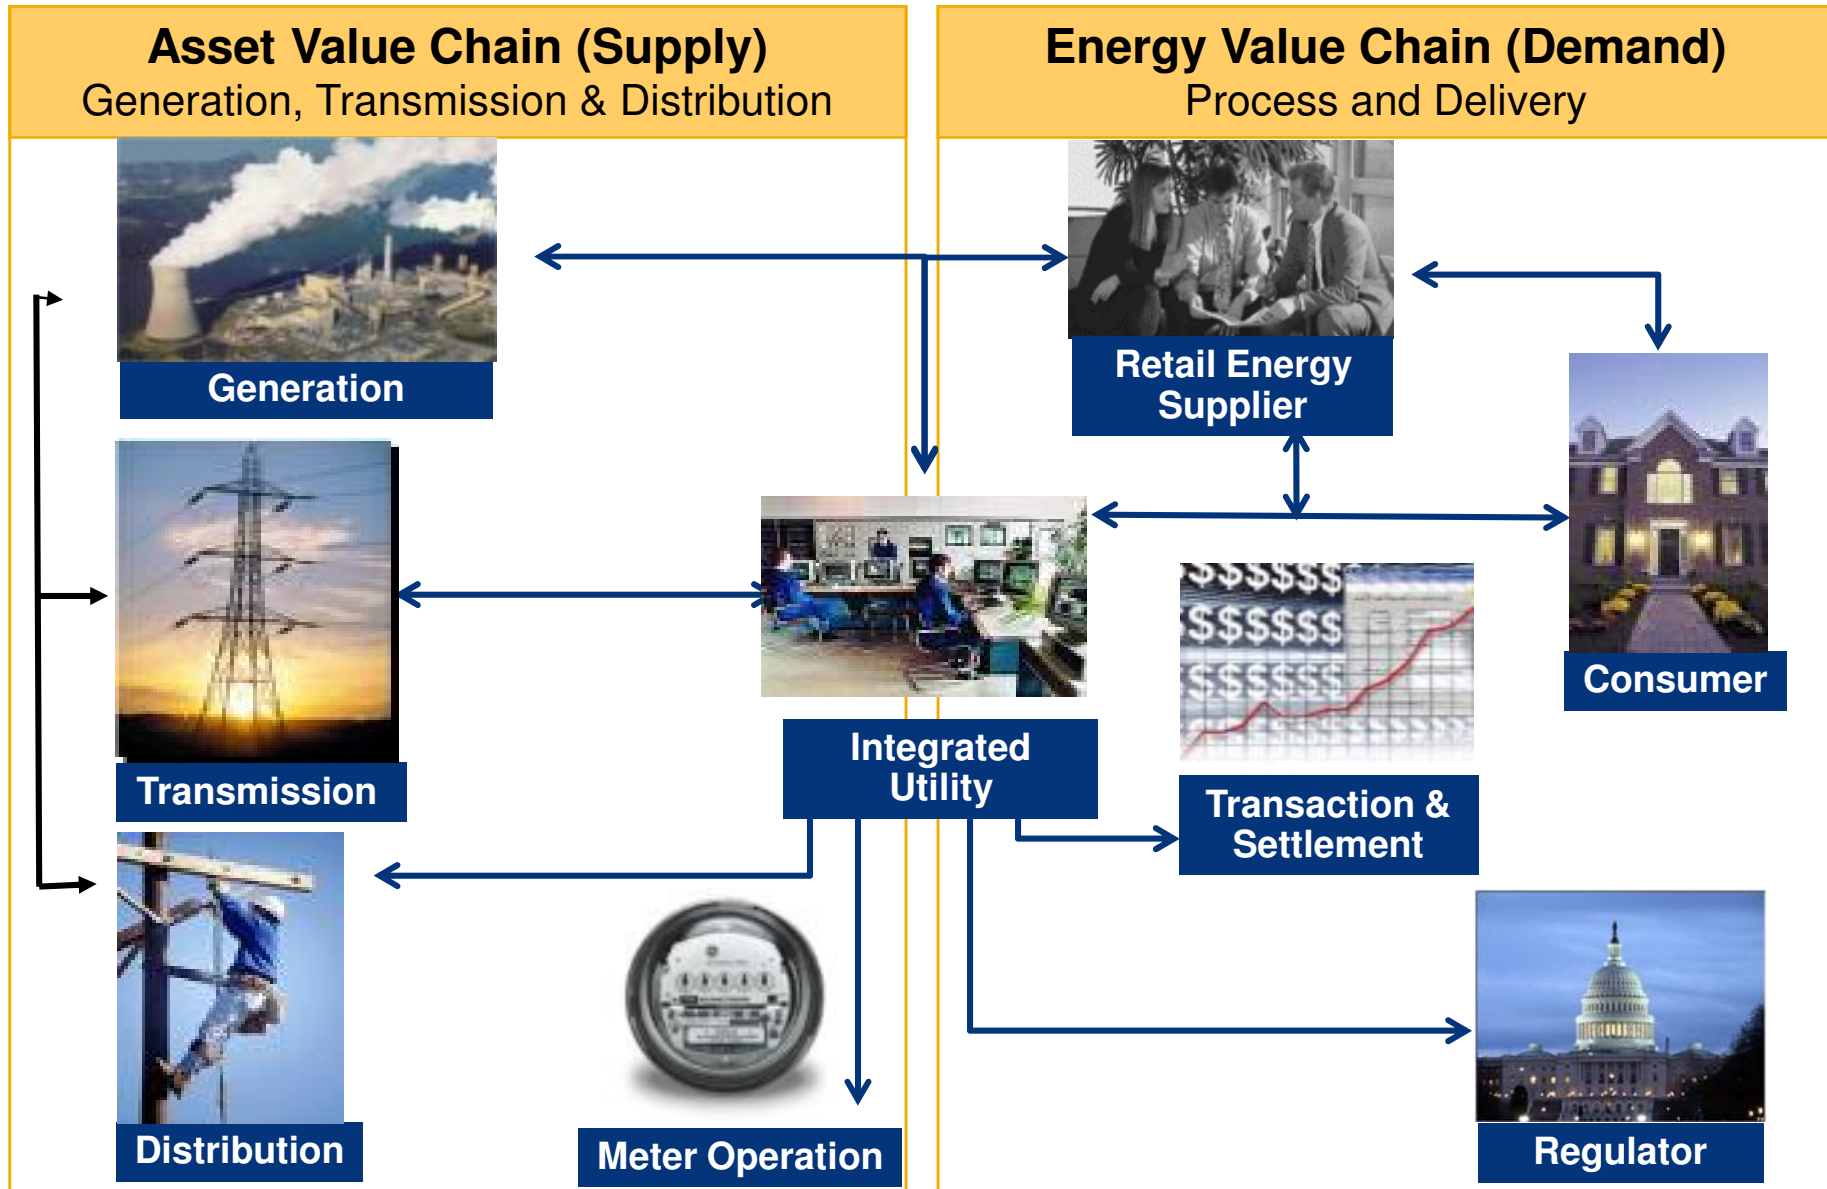 Asset Value Chain (Supply)
Generation, Transmission & Distribution
Energy Value Chain (Demand)
Process and Delivery
Generation
Retail Energy
Supplier
Transmission
Integrated
Utility
Consumer
$$$$$$
$$$$$$
$$$$$$
Transaction &
Settlement
Distribution
Meter Operation
Regulator